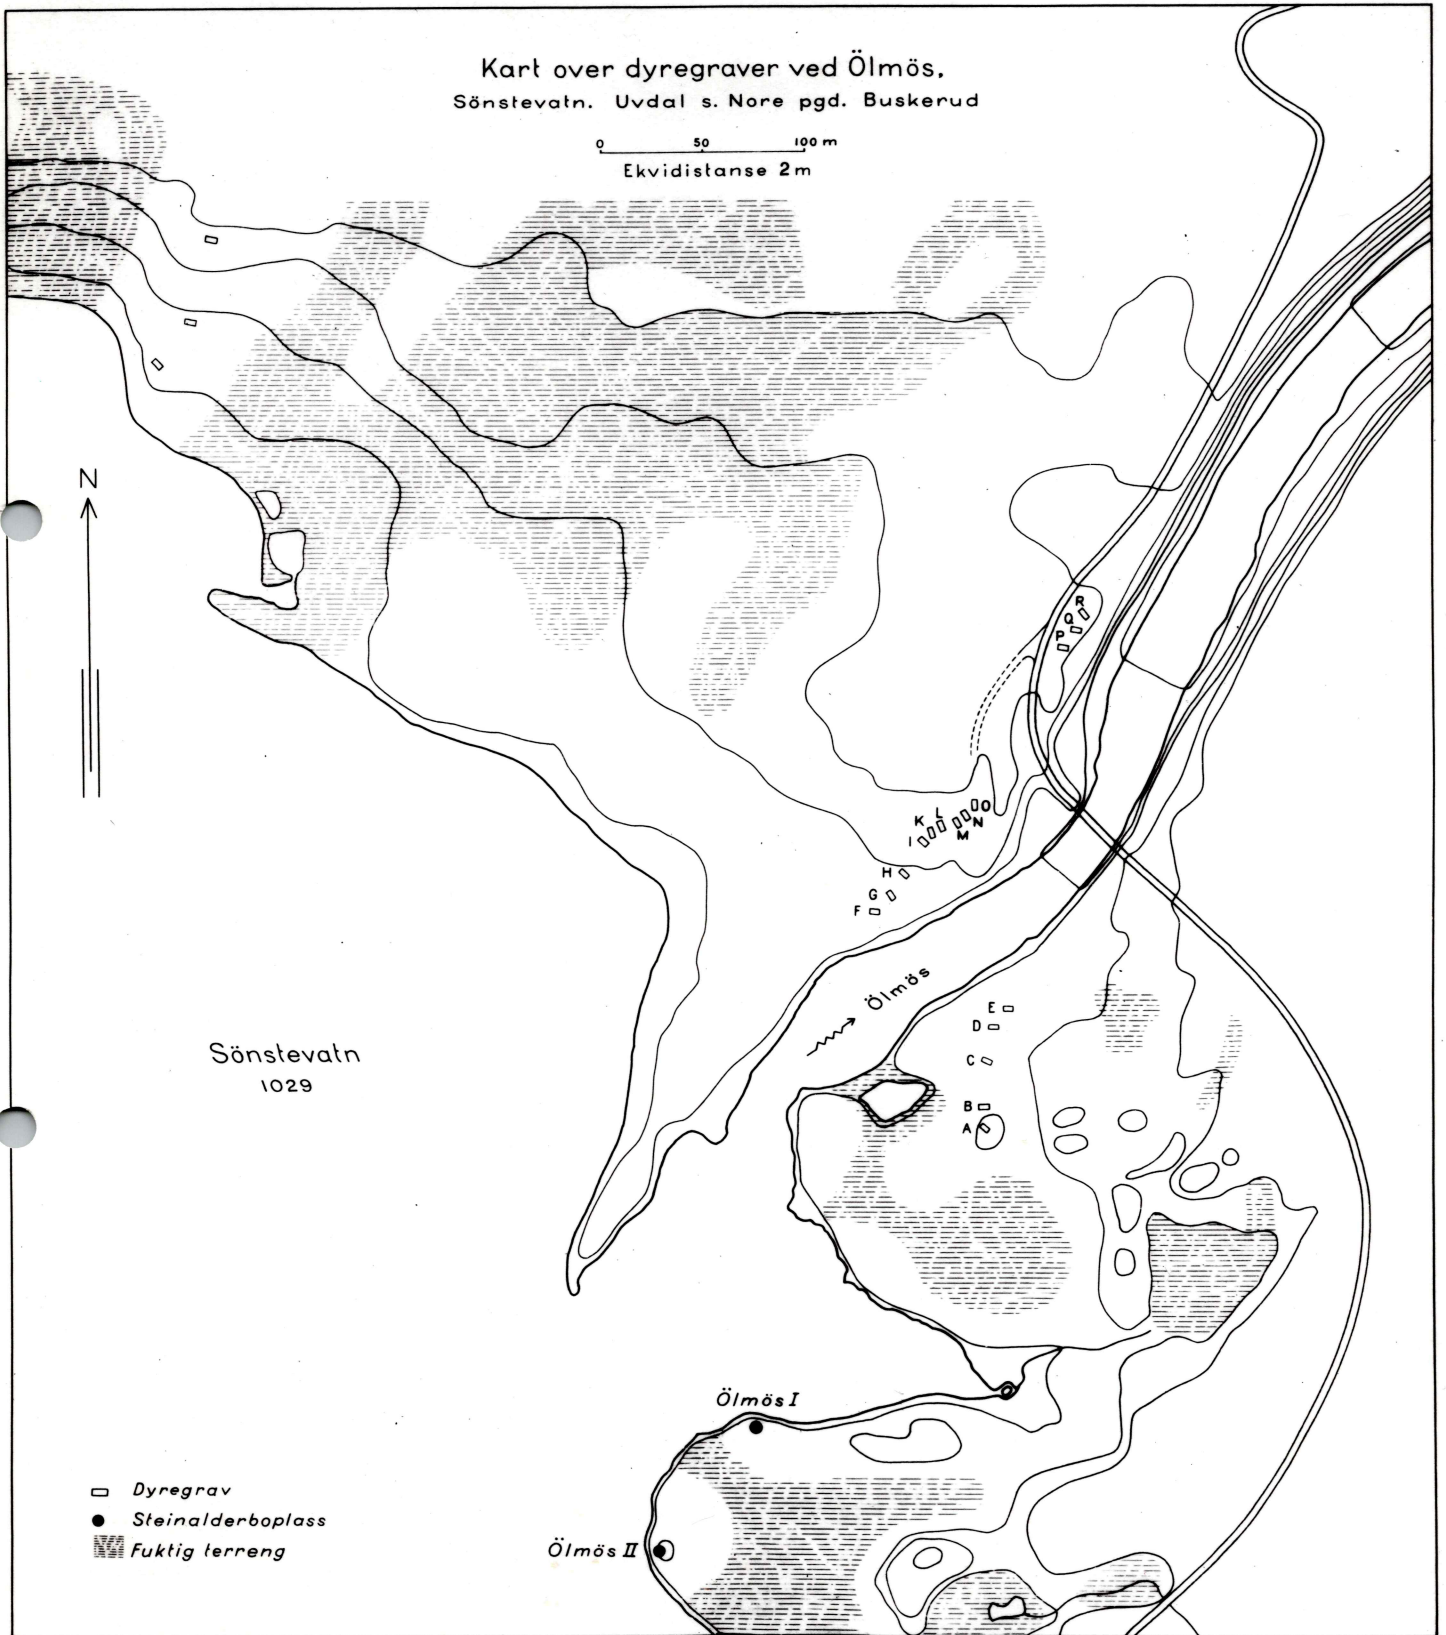 Kart over dyregraver ved Ölmös.
Sönstevatn. Uvdal s. Nore pgd. Buskerud
0 50 100 m
Ekvidistanse 2m
N
R
Q
P
O
N
M
L
K
I
H
G
F
Ölmös
E
D
C
B
A
Sönstevatn
1029
Ölmös I
Ölmös II
Dyregrav
Steinalderboplass
Fuktig terreng